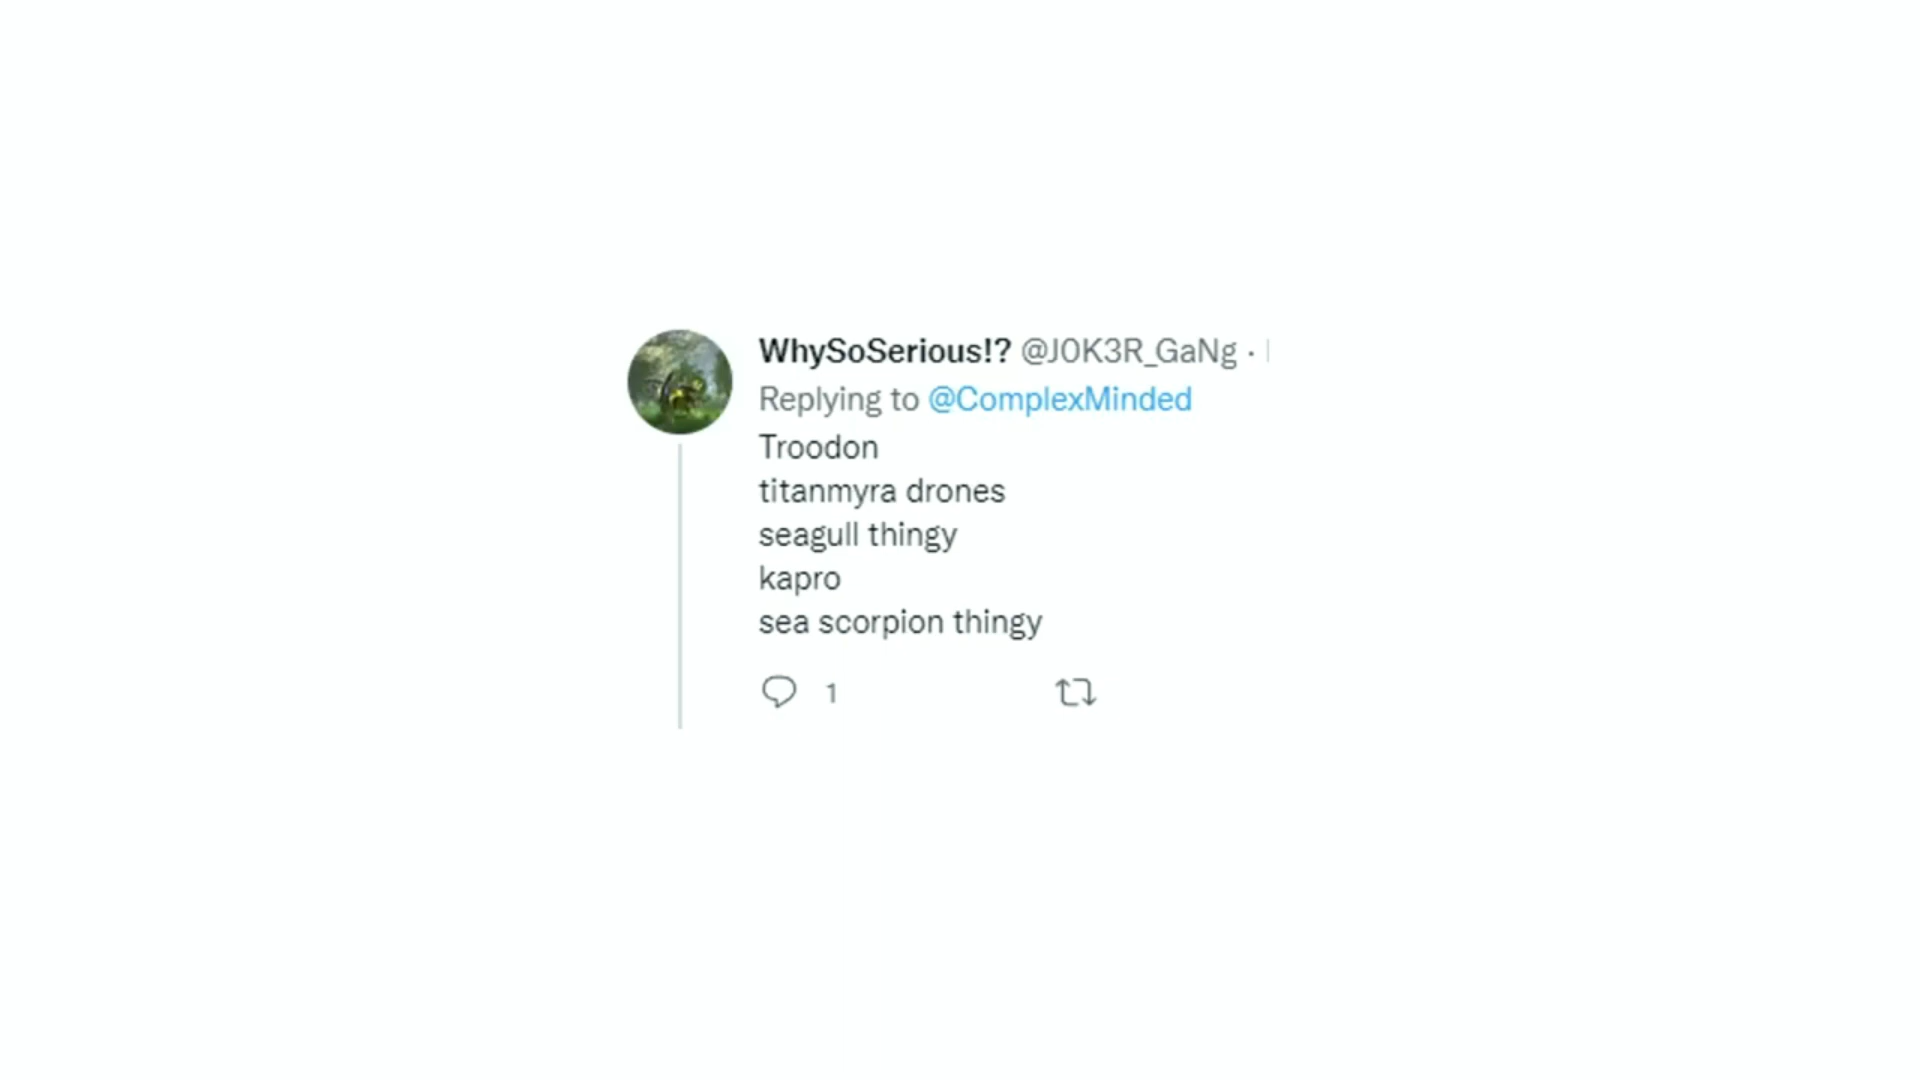 WhySoSerious!? @J0K3R_GaNg ·
Replying to @ComplexMinded
Troodon
titanmyra drones
seagull thingy
kapro
sea scorpion thingy
1